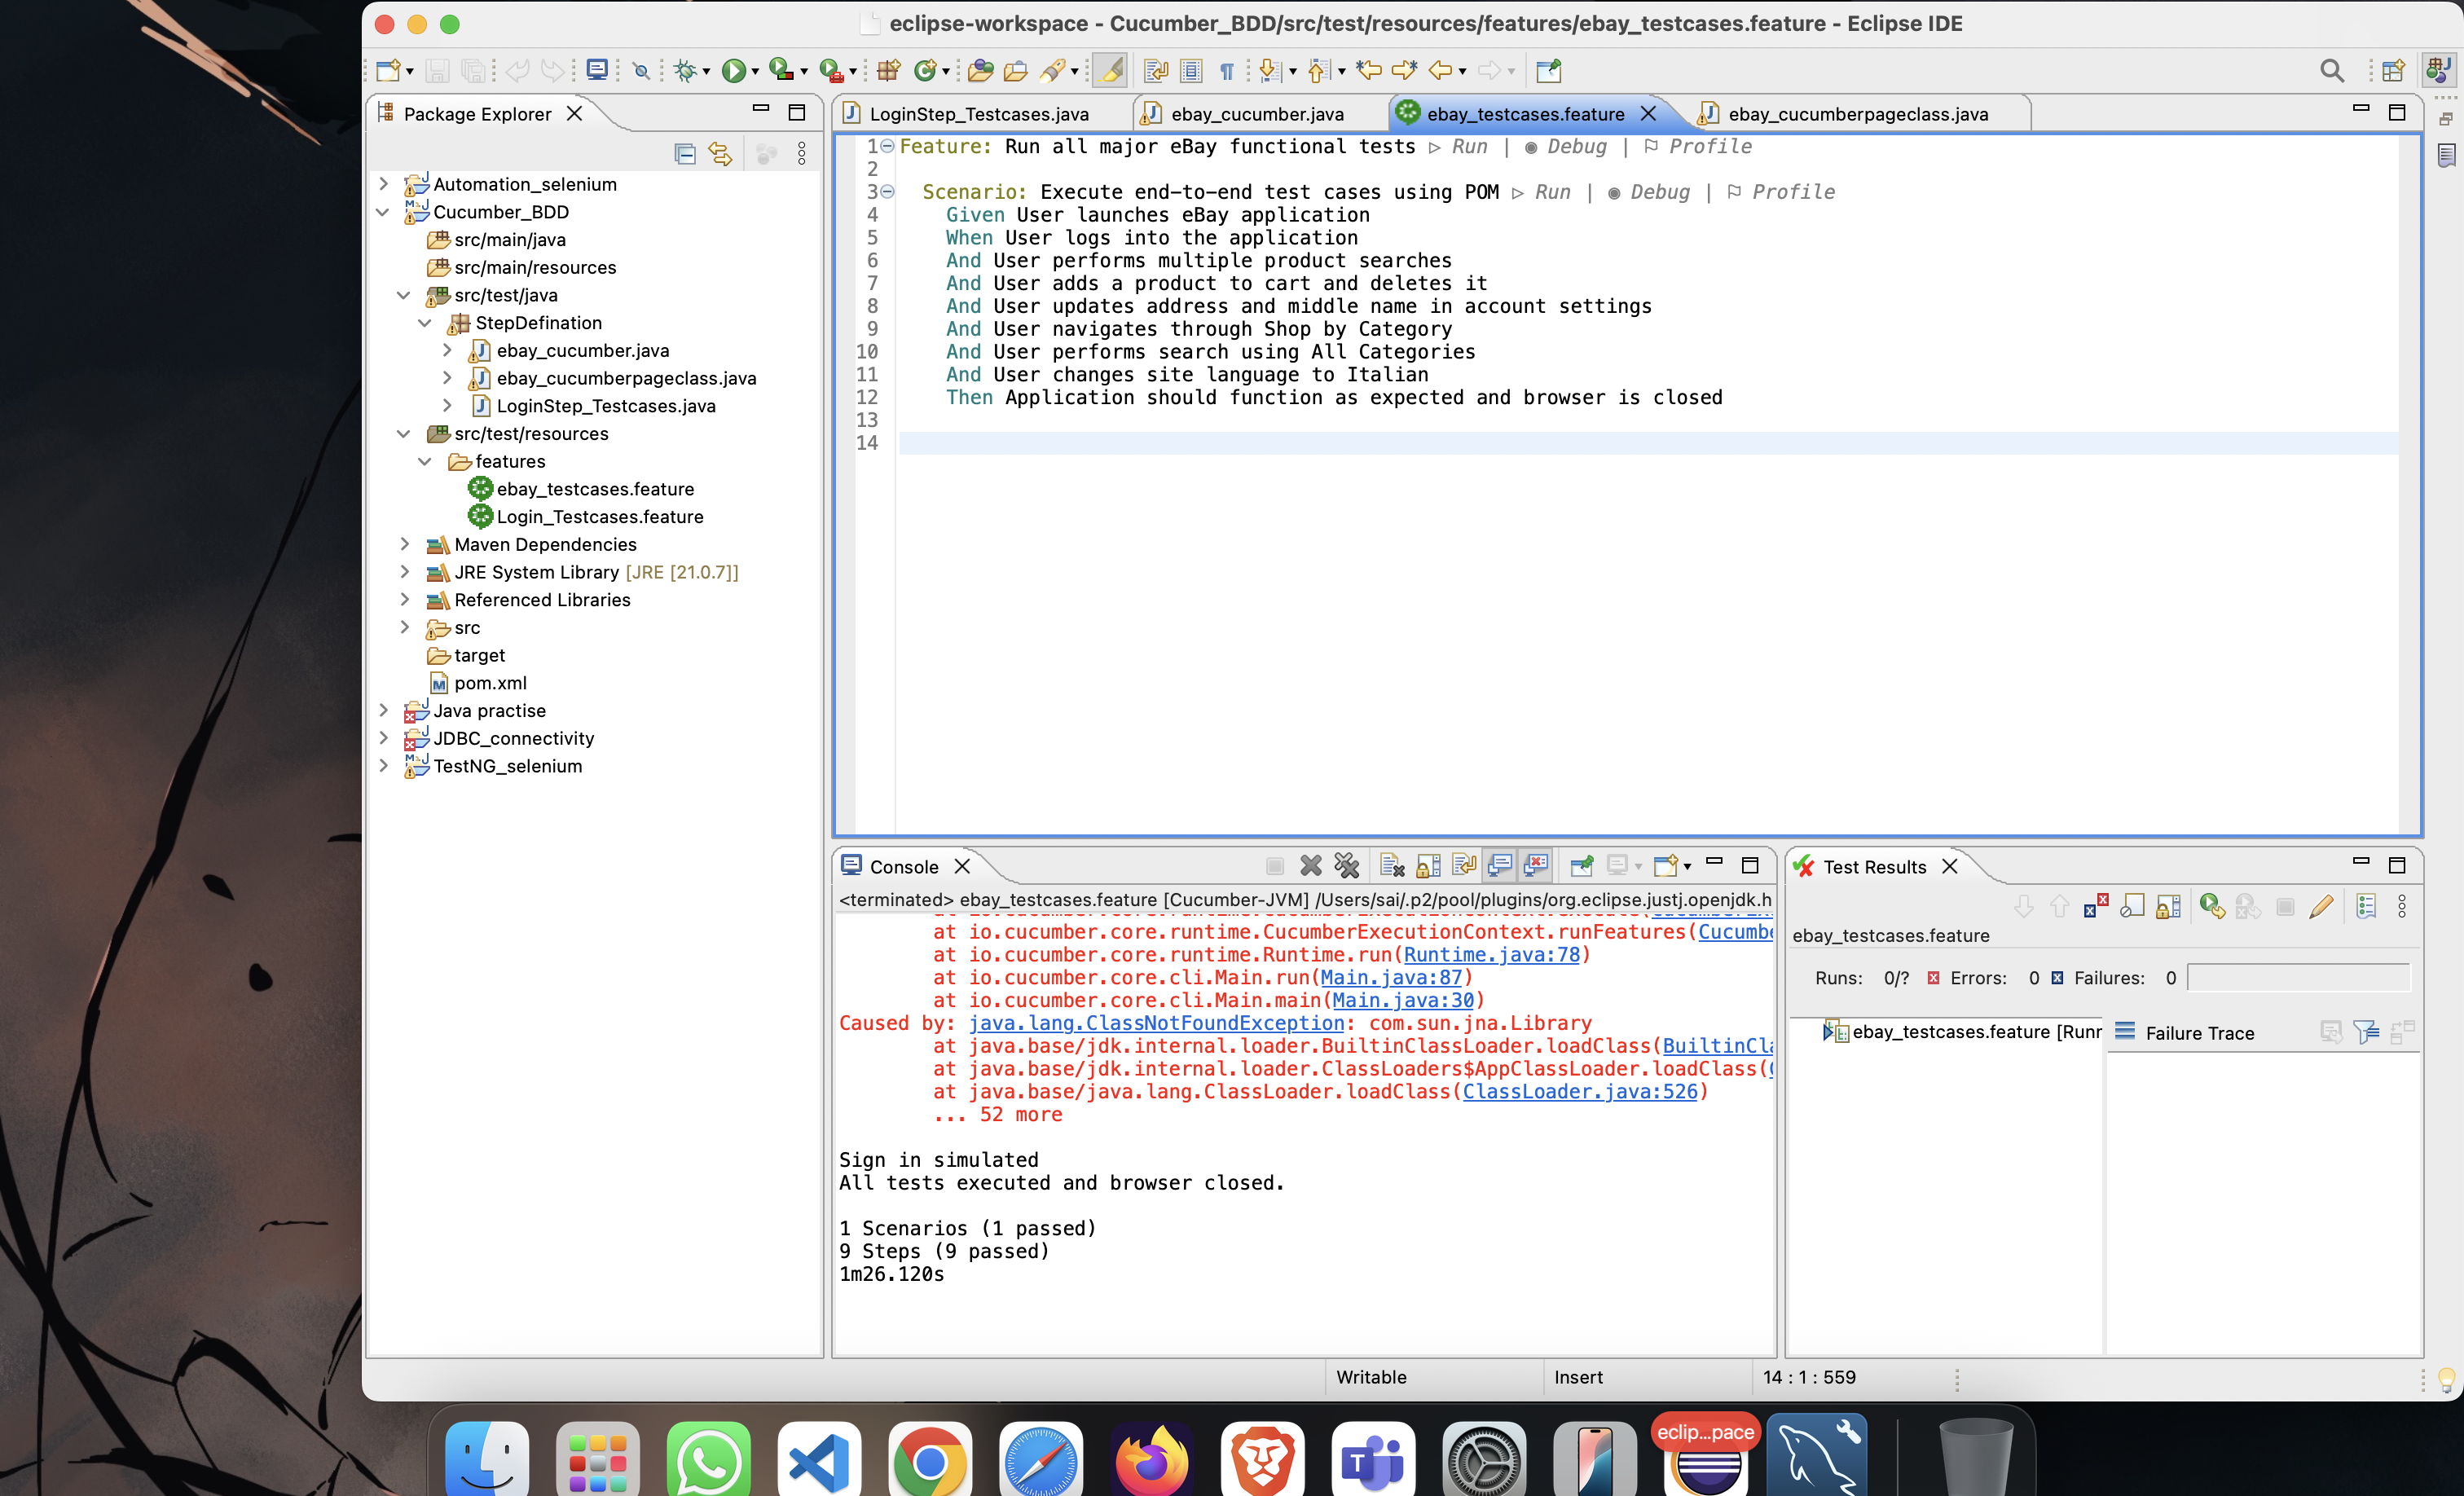 eclipse-workspace - Cucumber_BDD/src/test/resources/features/ebay_testcases.feature - Eclipse IDE
Package Explorer
Automation_selenium
Cucumber_BDD
src/main/java
src/main/resources
src/test/java
StepDefination
ebay_cucumber.java
ebay_cucumberpageclass.java
LoginStep_Testcases.java
src/test/resources
features
ebay_testcases.feature
Login_Testcases.feature
Maven Dependencies
JRE System Library [JRE [21.0.7]]
Referenced Libraries
src
target
pom.xml
Java practise
JDBC_connectivity
TestNG_selenium
LoginStep_Testcases.java ebay_cucumber.java ebay_testcases.feature ebay_cucumberpageclass.java
1 Feature: Run all major eBay functional tests ▷ Run | ◉ Debug | ⚐ Profile
2
3 Scenario: Execute end-to-end test cases using POM ▷ Run | ◉ Debug | ⚐ Profile
4 Given User launches eBay application
5 When User logs into the application
6 And User performs multiple product searches
7 And User adds a product to cart and deletes it
8 And User updates address and middle name in account settings
9 And User navigates through Shop by Category
10 And User performs search using All Categories
11 And User changes site language to Italian
12 Then Application should function as expected and browser is closed
13
14
Console
<terminated> ebay_testcases.feature [Cucumber-JVM] /Users/sai/.p2/pool/plugins/org.eclipse.justj.openjdk.h
at io.cucumber.core.runtime.CucumberExecutionContext.runFeatures(Cucumbe
at io.cucumber.core.runtime.Runtime.run(Runtime.java:78)
at io.cucumber.core.cli.Main.run(Main.java:87)
at io.cucumber.core.cli.Main.main(Main.java:30)
Caused by: java.lang.ClassNotFoundException: com.sun.jna.Library
at java.base/jdk.internal.loader.BuiltinClassLoader.loadClass(BuiltinCla
at java.base/jdk.internal.loader.ClassLoaders$AppClassLoader.loadClass(
at java.base/java.lang.ClassLoader.loadClass(ClassLoader.java:526)
... 52 more
Sign in simulated
All tests executed and browser closed.
1 Scenarios (1 passed)
9 Steps (9 passed)
1m26.120s
Test Results
ebay_testcases.feature
Runs: 0/? Errors: 0 Failures: 0
ebay_testcases.feature [Runr
Failure Trace
Writable Insert 14 : 1 : 559
eclip...pace